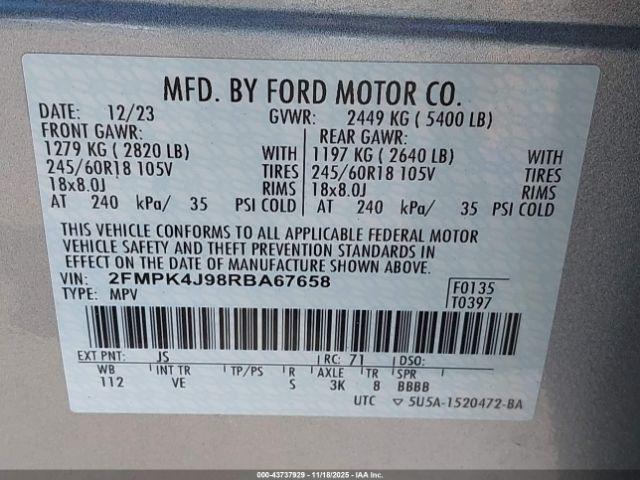 MFD. BY FORD MOTOR CO.
DATE: 12/23 GVWR: 2449 KG ( 5400 LB)
FRONT GAWR: REAR GAWR:
1279 KG ( 2820 LB) WITH 1197 KG ( 2640 LB) WITH
245/60R18 105V TIRES 245/60R18 105V TIRES
18x8.0J RIMS 18x8.0J RIMS
AT 240 kPa/ 35 PSI COLD AT 240 kPa/ 35 PSI COLD
THIS VEHICLE CONFORMS TO ALL APPLICABLE FEDERAL MOTOR
VEHICLE SAFETY AND THEFT PREVENTION STANDARDS IN
EFFECT ON THE DATE OF MANUFACTURE SHOWN ABOVE.
VIN: 2FMPK4J98RBA67658 F0135
TYPE: MPV T0397
EXT PNT: JS RC: 71 DSO:
WB INT TR TP/PS R AXLE TR SPR
112 VE S 3K 8 BBBB
UTC ▽ 5U5A-1520472-BA
000-43737929 - 11/18/2025 - IAAI.COM